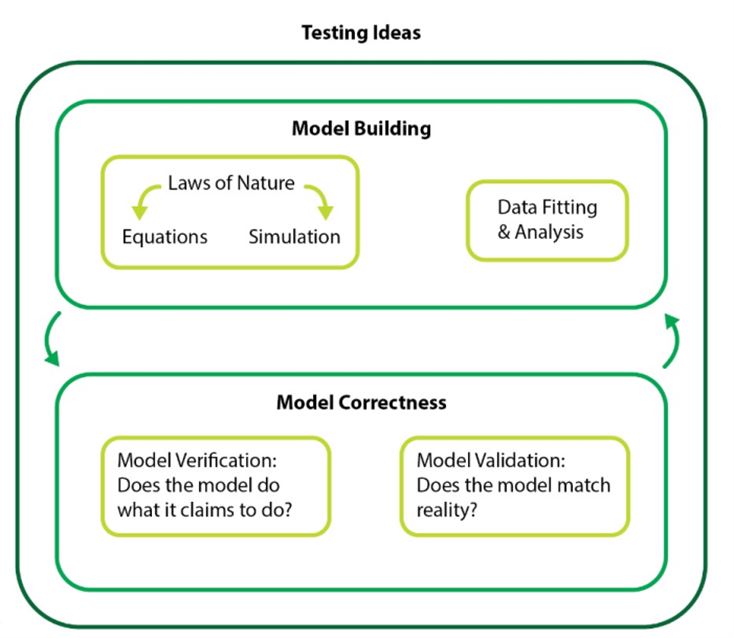 Testing Ideas
Model Building
Laws of Nature
Equations
Simulation
Data Fitting
& Analysis
Model Correctness
Model Verification:
Does the model do
what it claims to do?
Model Validation:
Does the model match
reality?